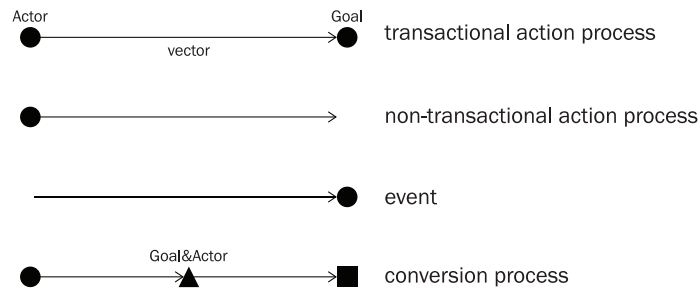 Actor
Goal
transactional action process
vector
non-transactional action process
event
Goal&Actor
conversion process